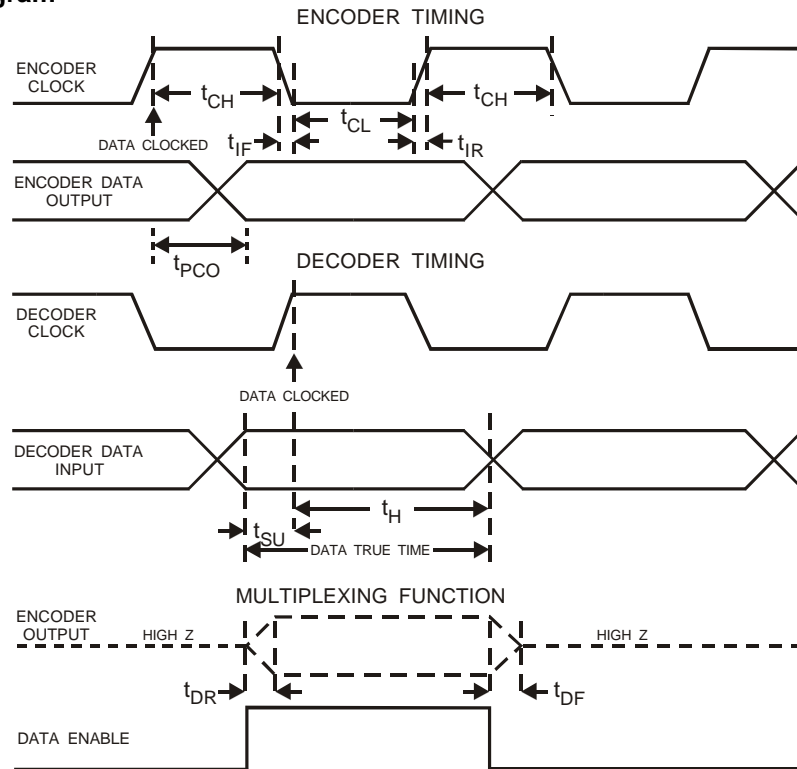 ENCODER TIMING
ENCODER
CLOCK
tCH
tCH
tCL
DATA CLOCKED
tIF
tIR
ENCODER DATA
OUTPUT
tPCO
DECODER TIMING
DECODER
CLOCK
DATA CLOCKED
DECODER DATA
INPUT
tH
tSU
DATA TRUE TIME
MULTIPLEXING FUNCTION
ENCODER
OUTPUT
HIGH Z
HIGH Z
tDR
tDF
DATA ENABLE